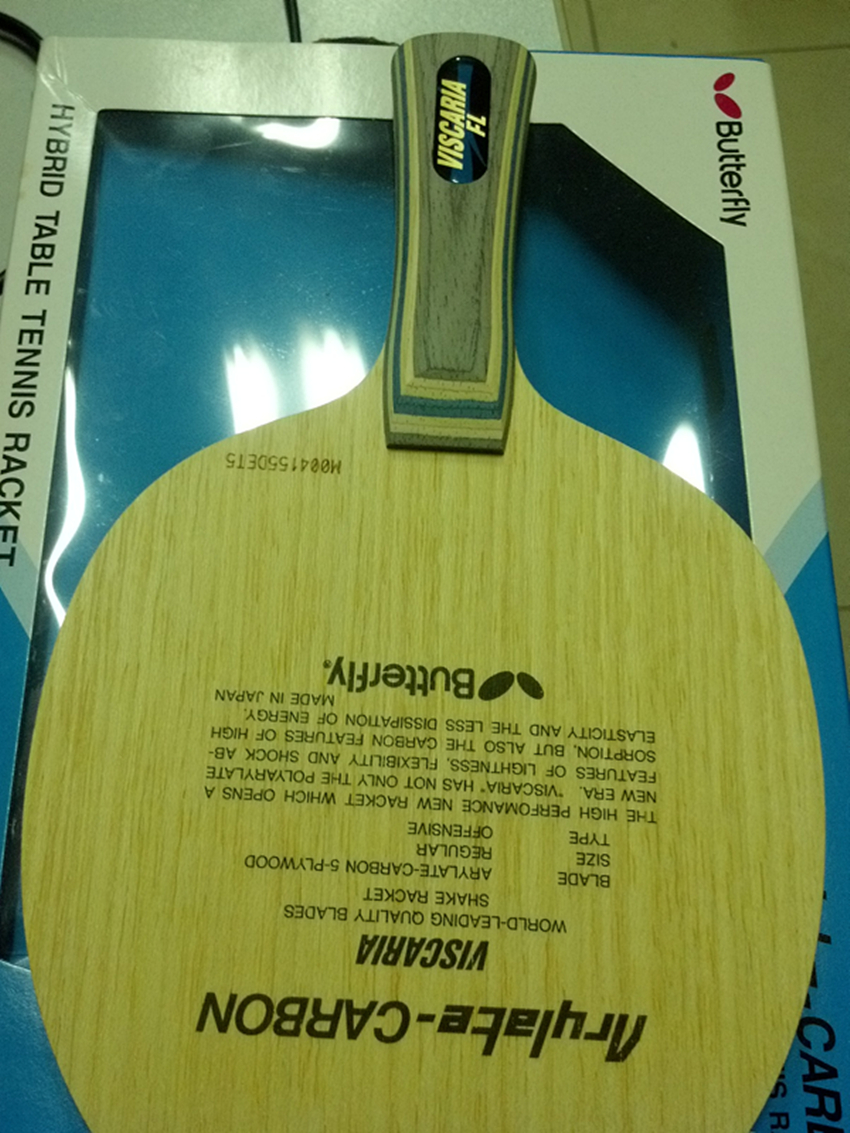 Arylate-CARBON
VISCARIA
WORLD-LEADING QUALITY BLADES
SHAKE RACKET
BLADE ARYLATE-CARBON 5-PLYWOOD
SIZE REGULAR
TYPE OFFENSIVE
THE HIGH PERFOMANCE NEW RACKET WHICH OPENS A
NEW ERA. "VISCARIA" HAS NOT ONLY THE POLYARYLATE
FEATURES OF LIGHTNESS, FLEXIBILITY AND SHOCK AB-
SORPTION, BUT ALSO THE CARBON FEATURES OF HIGH
ELASTICITY AND THE LESS DISSIPATION OF ENERGY.
MADE IN JAPAN
Butterfly®
M004155DET5
VISCARIA
FL
Butterfly
HYBRID TABLE TENNIS RACKET